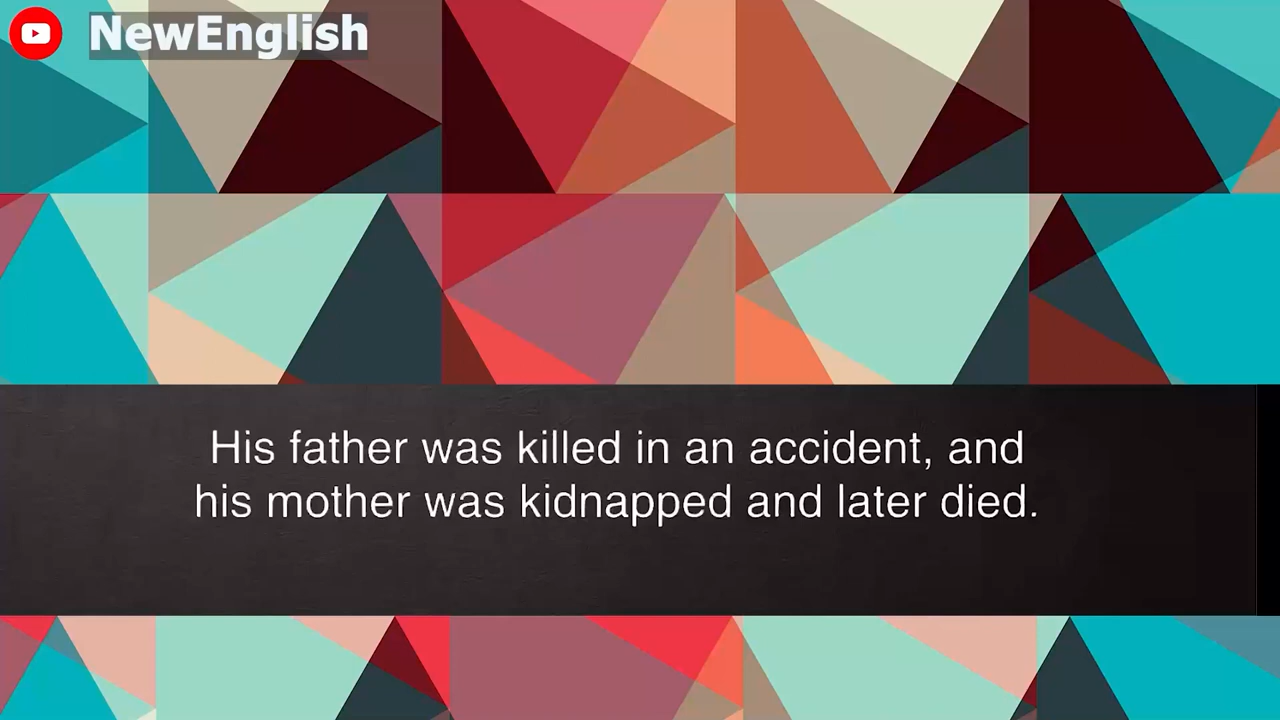 NewEnglish
His father was killed in an accident, and
his mother was kidnapped and later died.